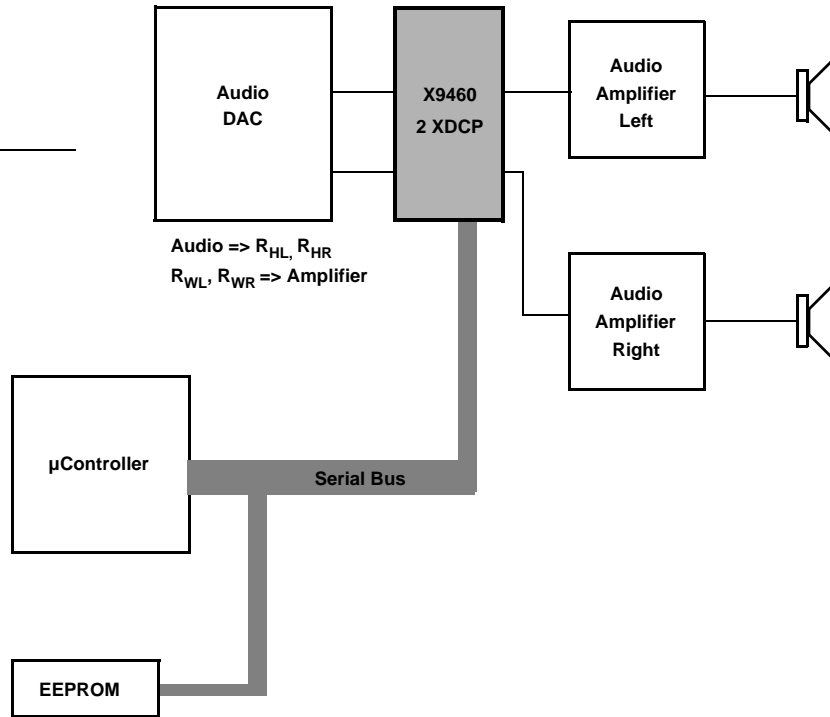 Audio
DAC
X9460
2 XDCP
Audio
Amplifier
Left
Audio => RHL, RHR
RWL, RWR => Amplifier
Audio
Amplifier
Right
µController
Serial Bus
EEPROM